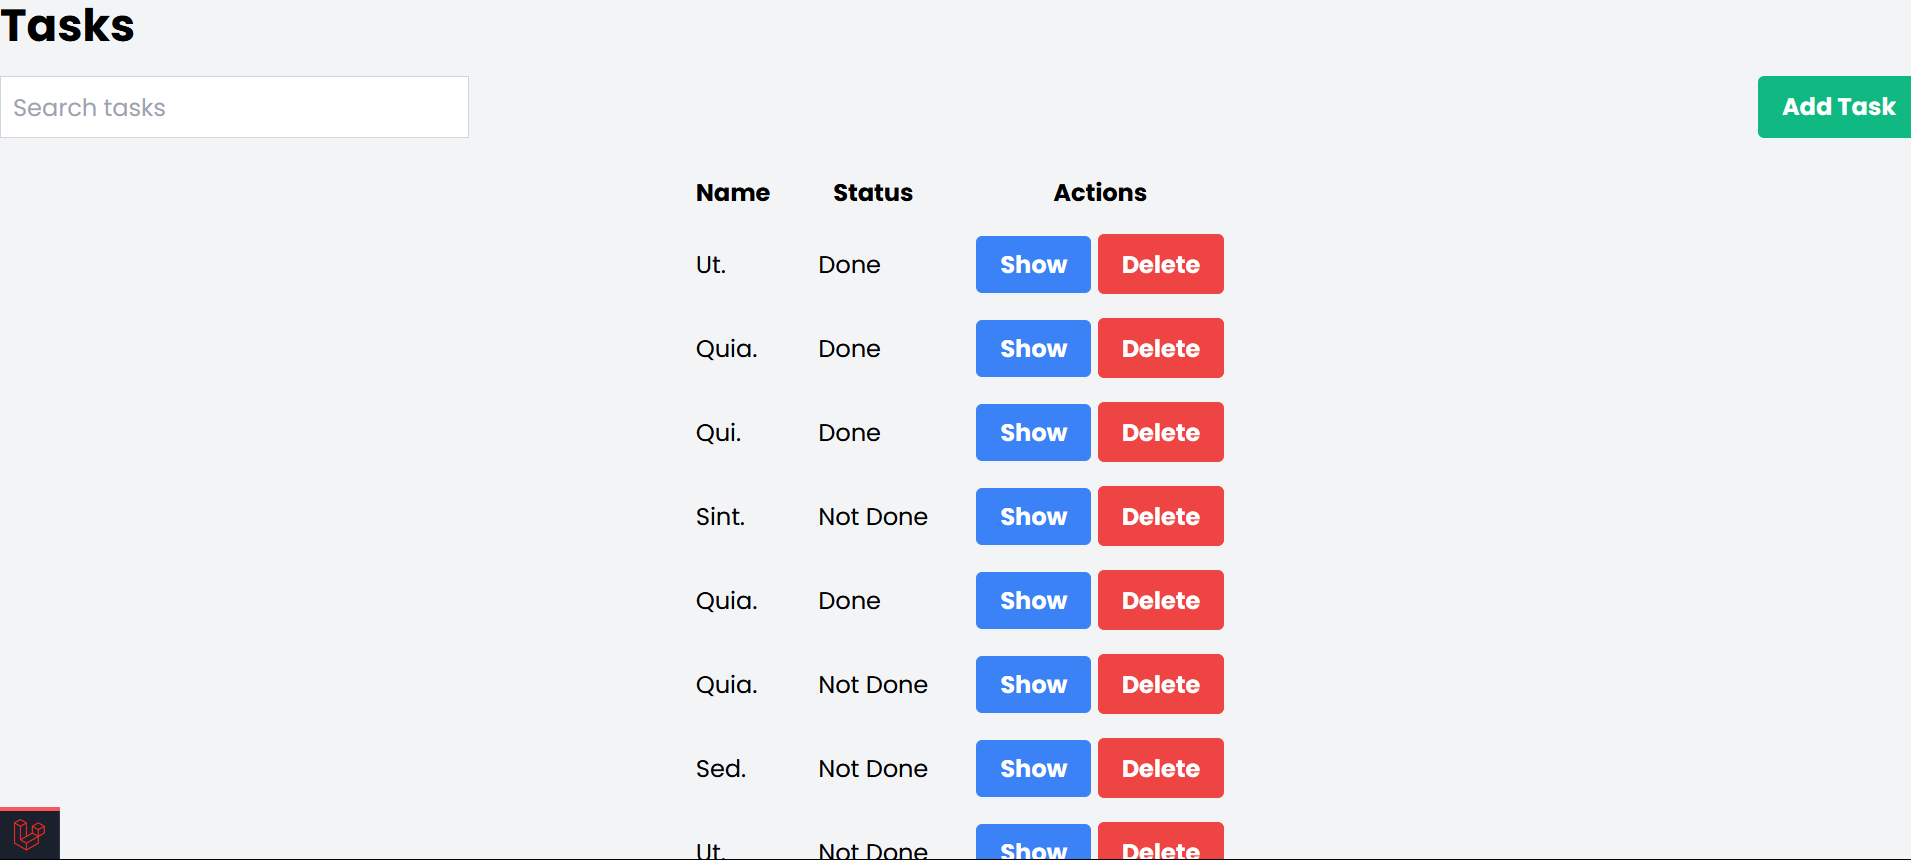 Tasks
Search tasks
Add Task
Name Status Actions
Ut. Done Show Delete
Quia. Done Show Delete
Qui. Done Show Delete
Sint. Not Done Show Delete
Quia. Done Show Delete
Quia. Not Done Show Delete
Sed. Not Done Show Delete
Ut. Not Done Show Delete